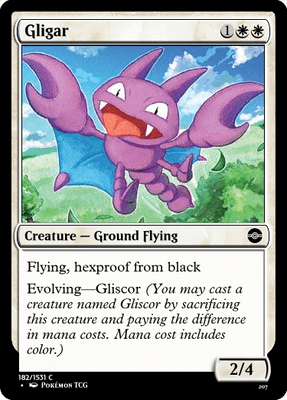 Gligar 1
Creature — Ground Flying
Flying, hexproof from black
Evolving—Gliscor (You may cast a
creature named Gliscor by sacrificing
this creature and paying the difference
in mana costs. Mana cost includes
color.)
2/4
182/1531 C
• Pokémon TCG
207